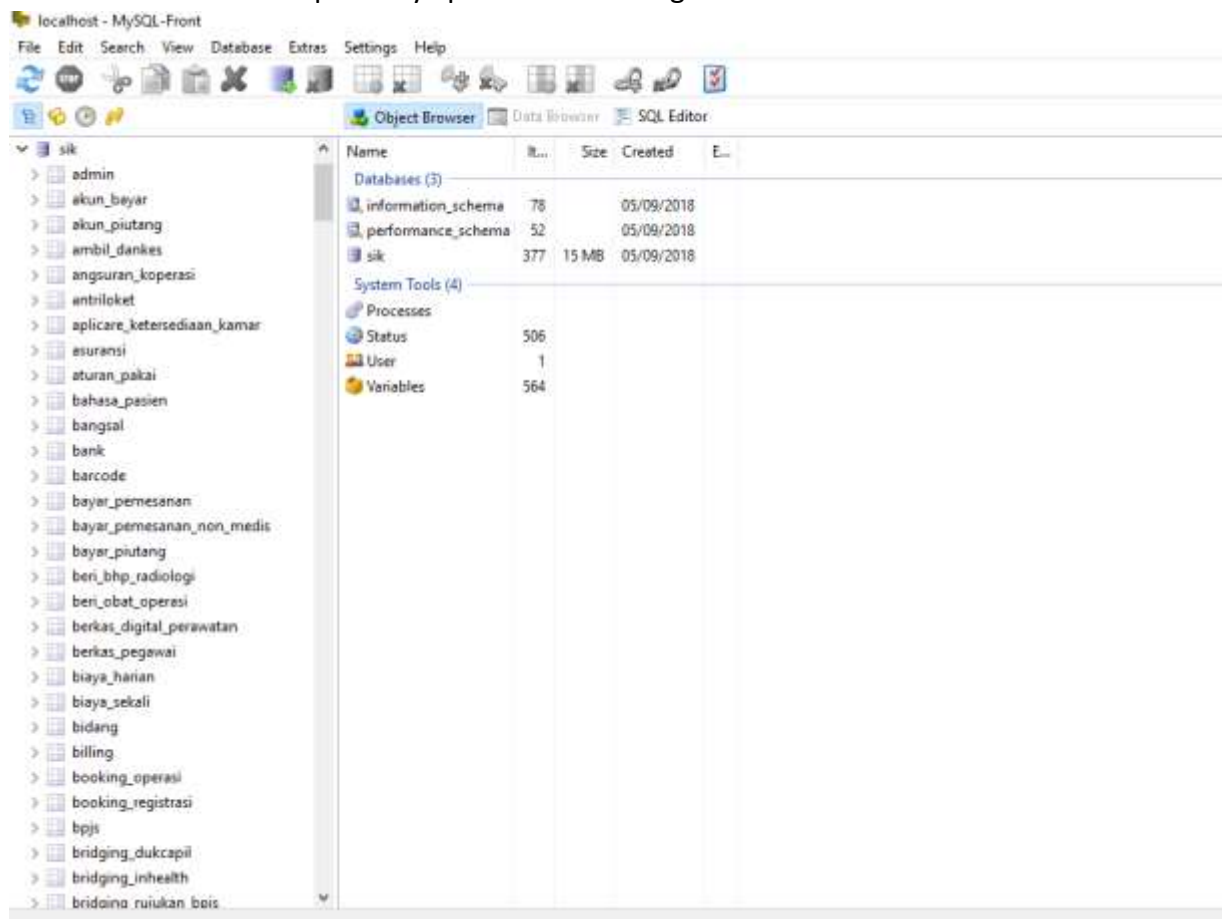 localhost - MySQL-Front
File Edit Search View Database Extras Settings Help
Object Browser Data Browser SQL Editor
sik
admin
akun_bayar
akun_piutang
ambil_dankes
angsuran_koperasi
antriloket
aplicare_ketersediaan_kamar
asuransi
aturan_pakai
bahasa_pasien
bangsal
bank
barcode
bayar_pemesanan
bayar_pemesanan_non_medis
bayar_piutang
beri_bhp_radiologi
beri_obat_operasi
berkas_digital_perawatan
berkas_pegawai
biaya_harian
biaya_sekali
bidang
billing
booking_operasi
booking_registrasi
bpjs
bridging_dukcapil
bridging_inhealth
bridging_rujukan_bpjs
Name It... Size Created E...
Databases (3)
information_schema 78 05/09/2018
performance_schema 52 05/09/2018
sik 377 15 MB 05/09/2018
System Tools (4)
Processes
Status 506
User 1
Variables 564